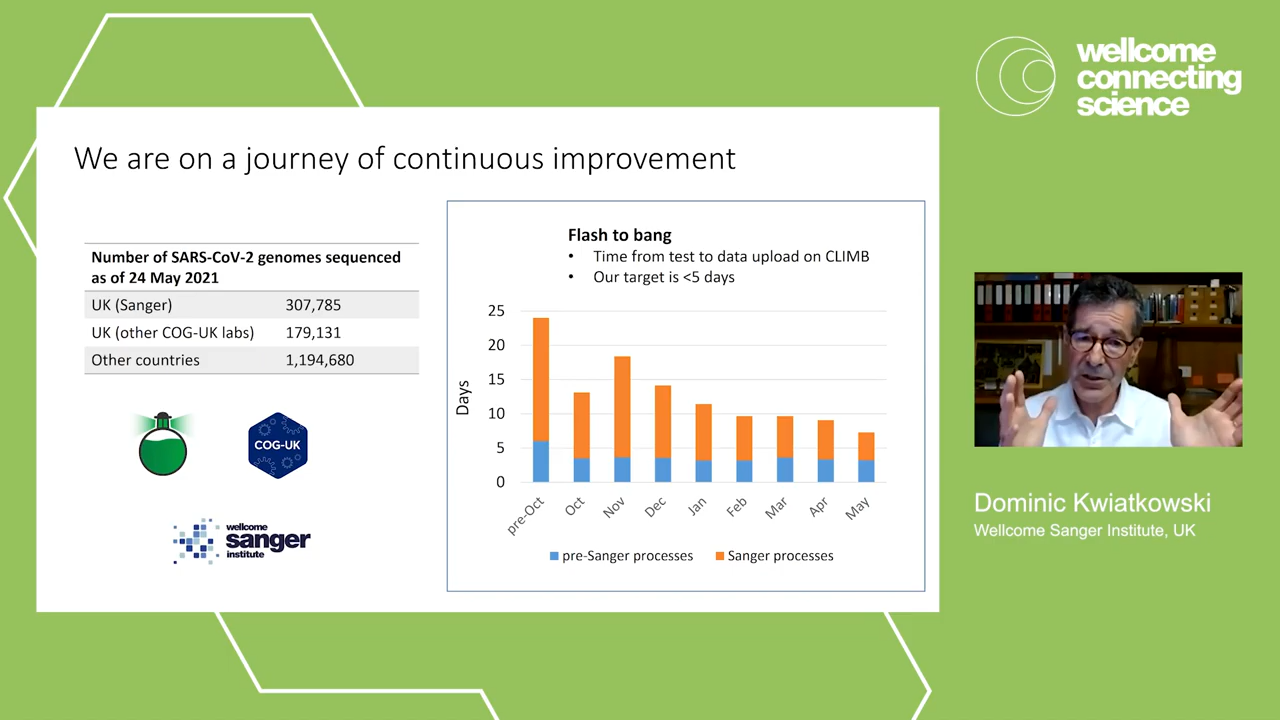 wellcome
connecting
science
We are on a journey of continuous improvement
Number of SARS-CoV-2 genomes sequenced
as of 24 May 2021
UK (Sanger) 307,785
UK (other COG-UK labs) 179,131
Other countries 1,194,680
COG-UK
wellcome
sanger
institute
Flash to bang
• Time from test to data upload on CLIMB
• Our target is <5 days
25
20
15
10
5
0
Days
pre-Oct Oct Nov Dec Jan Feb Mar Apr May
pre-Sanger processes Sanger processes
Dominic Kwiatkowski
Wellcome Sanger Institute, UK